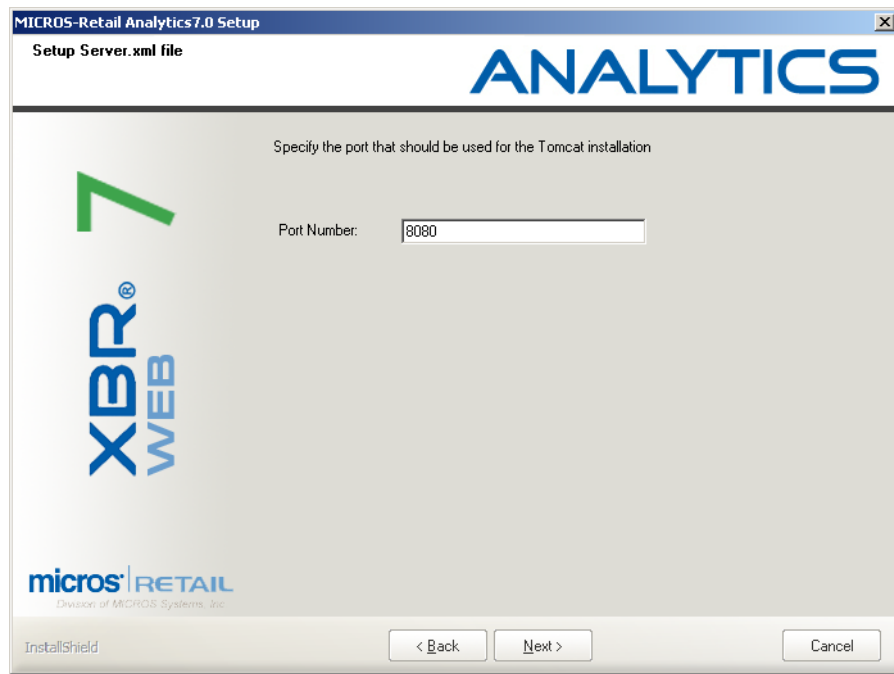 MICROS-Retail Analytics7.0 Setup
Setup Server.xml file
ANALYTICS
Specify the port that should be used for the Tomcat installation
Port Number:
8080
7
XBR®
WEB
micros® RETAIL
Division of MICROS Systems, Inc.
InstallShield
< Back
Next >
Cancel